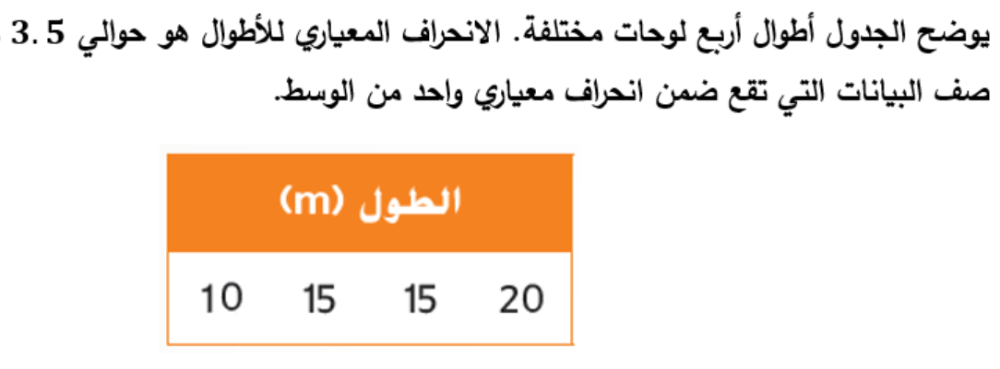 يوضح الجدول أطوال أربع لوحات مختلفة. الانحراف المعياري للأطوال هو حوالي 3.5
صف البيانات التي تقع ضمن انحراف معياري واحد من الوسط.
الطول (m)
10 15 15 20